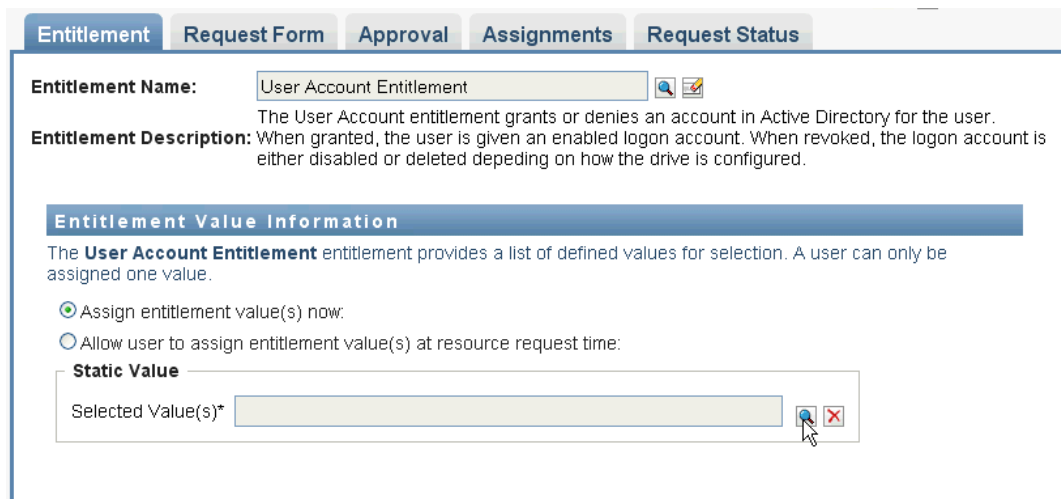 Entitlement Request Form Approval Assignments Request Status
Entitlement Name: User Account Entitlement
The User Account entitlement grants or denies an account in Active Directory for the user.
Entitlement Description: When granted, the user is given an enabled logon account. When revoked, the logon account is
either disabled or deleted depeding on how the drive is configured.
Entitlement Value Information
The User Account Entitlement entitlement provides a list of defined values for selection. A user can only be
assigned one value.
Assign entitlement value(s) now:
Allow user to assign entitlement value(s) at resource request time:
Static Value
Selected Value(s)*